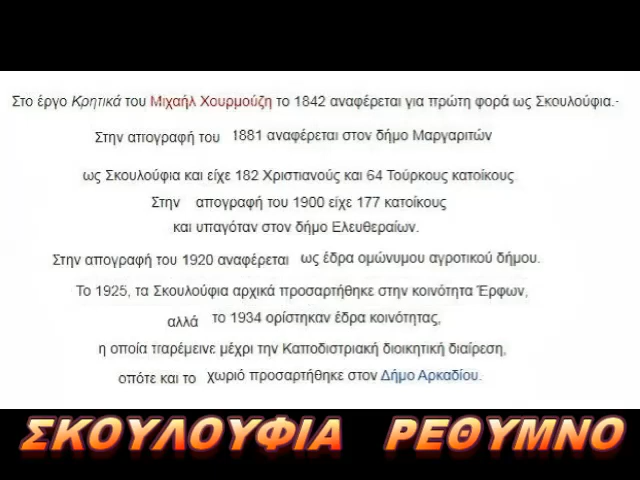 Στο έργο Κρητικά του Μιχαήλ Χουρμούζη το 1842 αναφέρεται για πρώτη φορά ως Σκουλούφια.-
Στην απογραφή του 1881 αναφέρεται στον δήμο Μαργαριτών
ως Σκουλούφια και είχε 182 Χριστιανούς και 64 Τούρκους κατοίκους
Στην απογραφή του 1900 είχε 177 κατοίκους
και υπαγόταν στον δήμο Ελευθεραίων.
Στην απογραφή του 1920 αναφέρεται ως έδρα ομώνυμου αγροτικού δήμου.
Το 1925, τα Σκουλούφια αρχικά προσαρτήθηκε στην κοινότητα Έρφων,
αλλά το 1934 ορίστηκαν έδρα κοινότητας,
η οποία παρέμεινε μέχρι την Καποδιστριακή διοικητική διαίρεση,
οπότε και το χωριό προσαρτήθηκε στον Δήμο Αρκαδίου.
ΣΚΟΥΛΟΥΦΙΑ ΡΕΘΥΜΝΟ